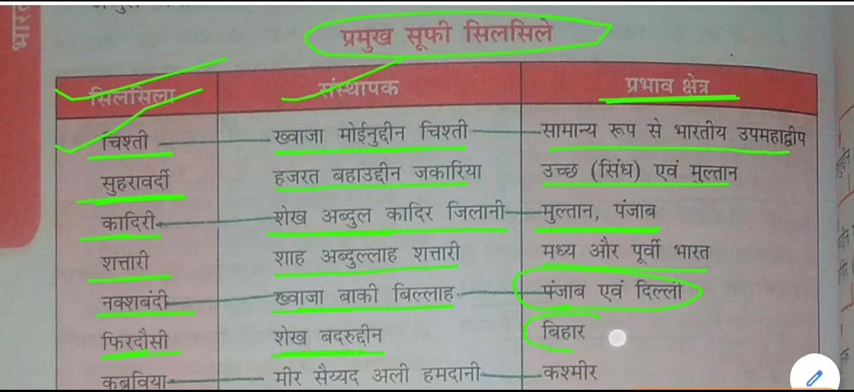 प्रमुख सूफी सिलसिले
सिलसिला संस्थापक प्रभाव क्षेत्र
चिश्ती ख्वाजा मोईनुद्दीन चिश्ती सामान्य रूप से भारतीय उपमहाद्वीप
सुहरावर्दी हजरत बहाउद्दीन जकारिया उच्छ (सिंध) एवं मुल्तान
कादिरी शेख अब्दुल कादिर जिलानी मुल्तान, पंजाब
शत्तारी शाह अब्दुल्लाह शत्तारी मध्य और पूर्वी भारत
नक्शबंदी ख्वाजा बाकी बिल्लाह पंजाब एवं दिल्ली
फिरदौसी शेख बदरुद्दीन बिहार
कब्रविया मीर सैय्यद अली हमदानी कश्मीर